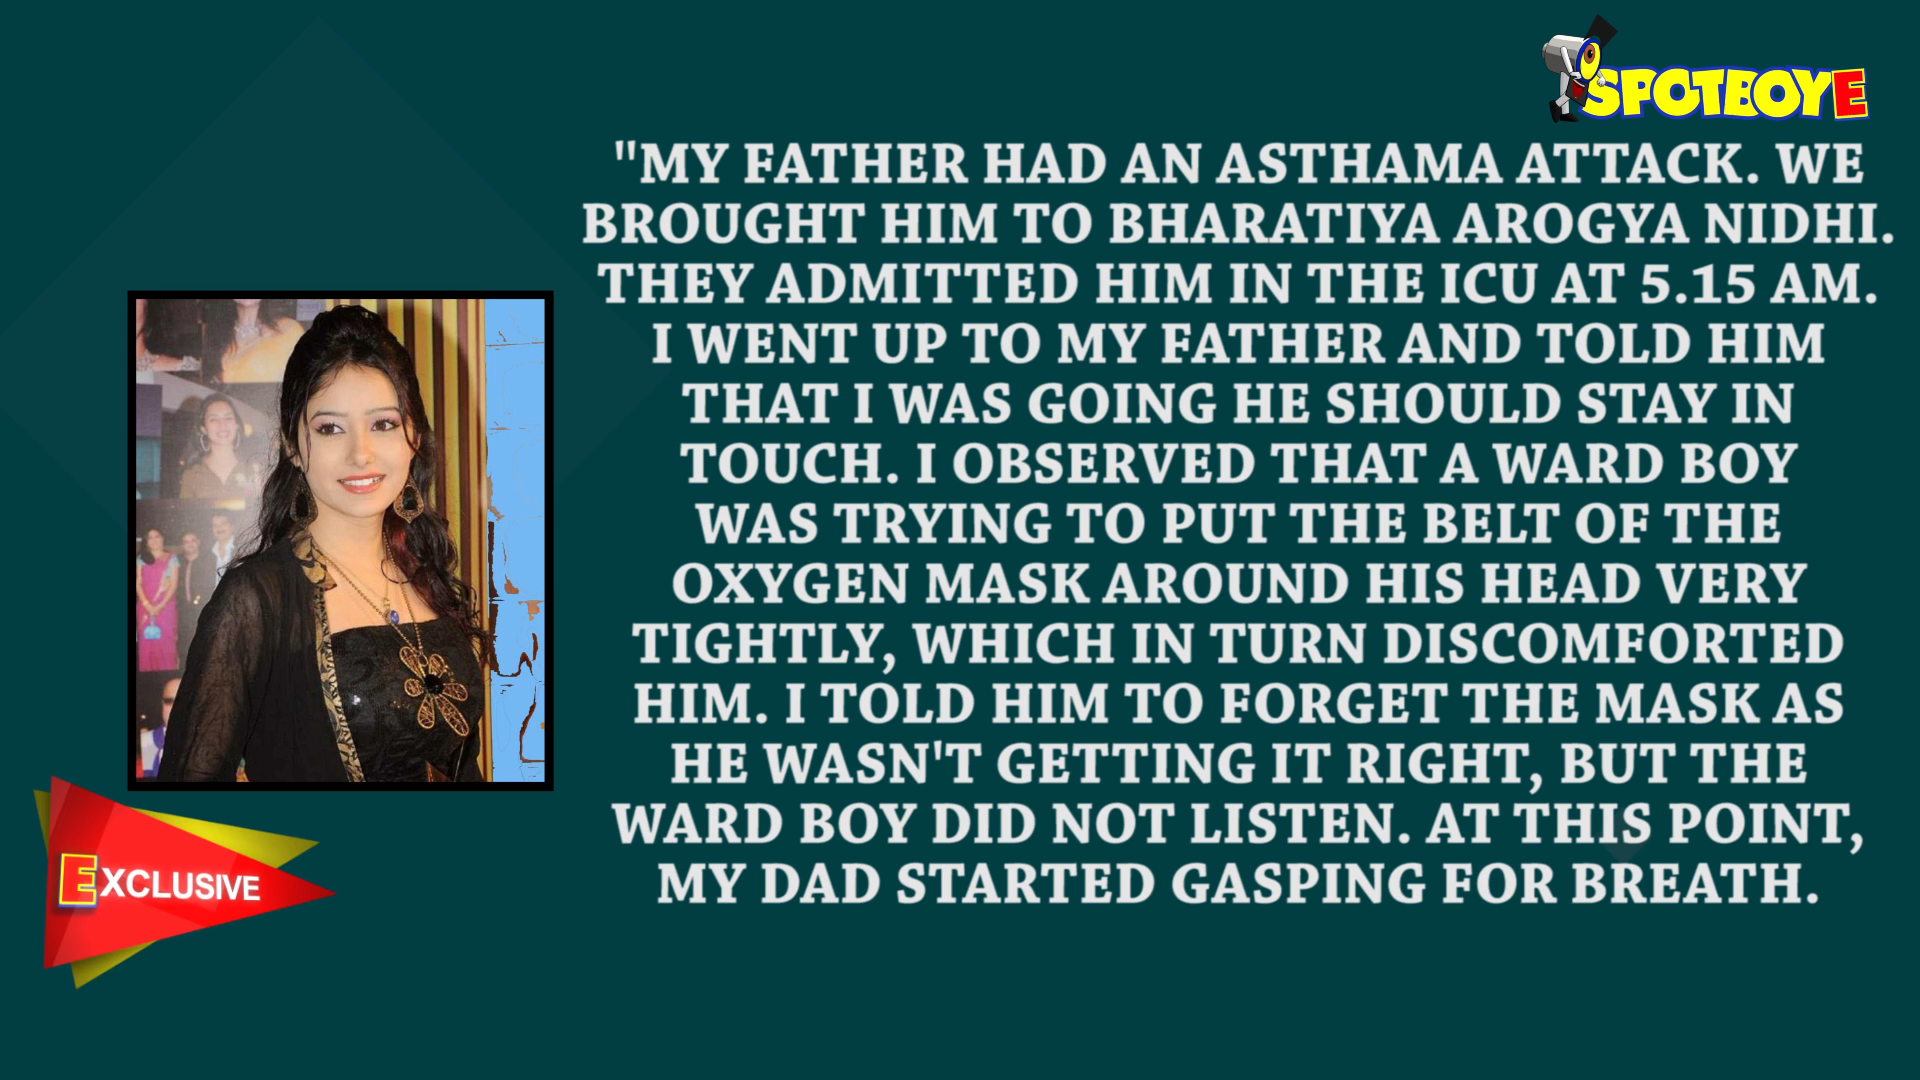 SPOTBOYE
"MY FATHER HAD AN ASTHAMA ATTACK. WE
BROUGHT HIM TO BHARATIYA AROGYA NIDHI.
THEY ADMITTED HIM IN THE ICU AT 5.15 AM.
I WENT UP TO MY FATHER AND TOLD HIM
THAT I WAS GOING HE SHOULD STAY IN
TOUCH. I OBSERVED THAT A WARD BOY
WAS TRYING TO PUT THE BELT OF THE
OXYGEN MASK AROUND HIS HEAD VERY
TIGHTLY, WHICH IN TURN DISCOMFORTED
HIM. I TOLD HIM TO FORGET THE MASK AS
HE WASN'T GETTING IT RIGHT, BUT THE
WARD BOY DID NOT LISTEN. AT THIS POINT,
MY DAD STARTED GASPING FOR BREATH.
EXCLUSIVE